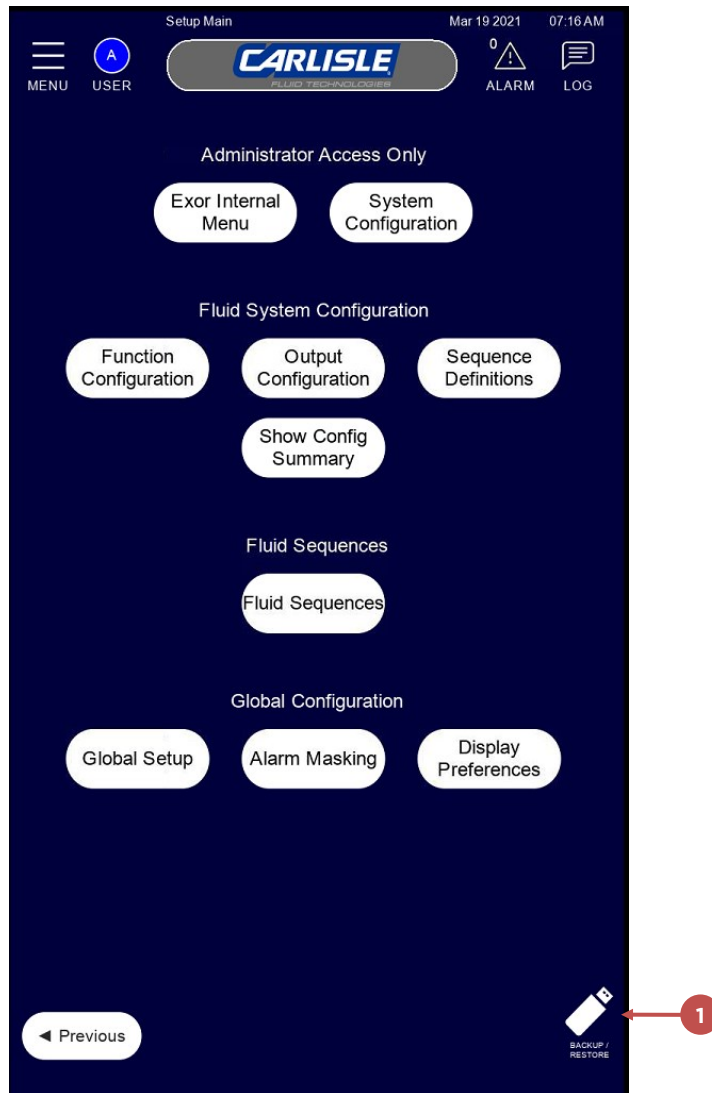 Setup Main
Mar 19 2021 07:16 AM
MENU
A
USER
CARLISLE
FLUID TECHNOLOGIES
0
ALARM
LOG
Administrator Access Only
Exor Internal
Menu
System
Configuration
Fluid System Configuration
Function
Configuration
Output
Configuration
Sequence
Definitions
Show Config
Summary
Fluid Sequences
Fluid Sequences
Global Configuration
Global Setup
Alarm Masking
Display
Preferences
◄ Previous
BACKUP /
RESTORE
1